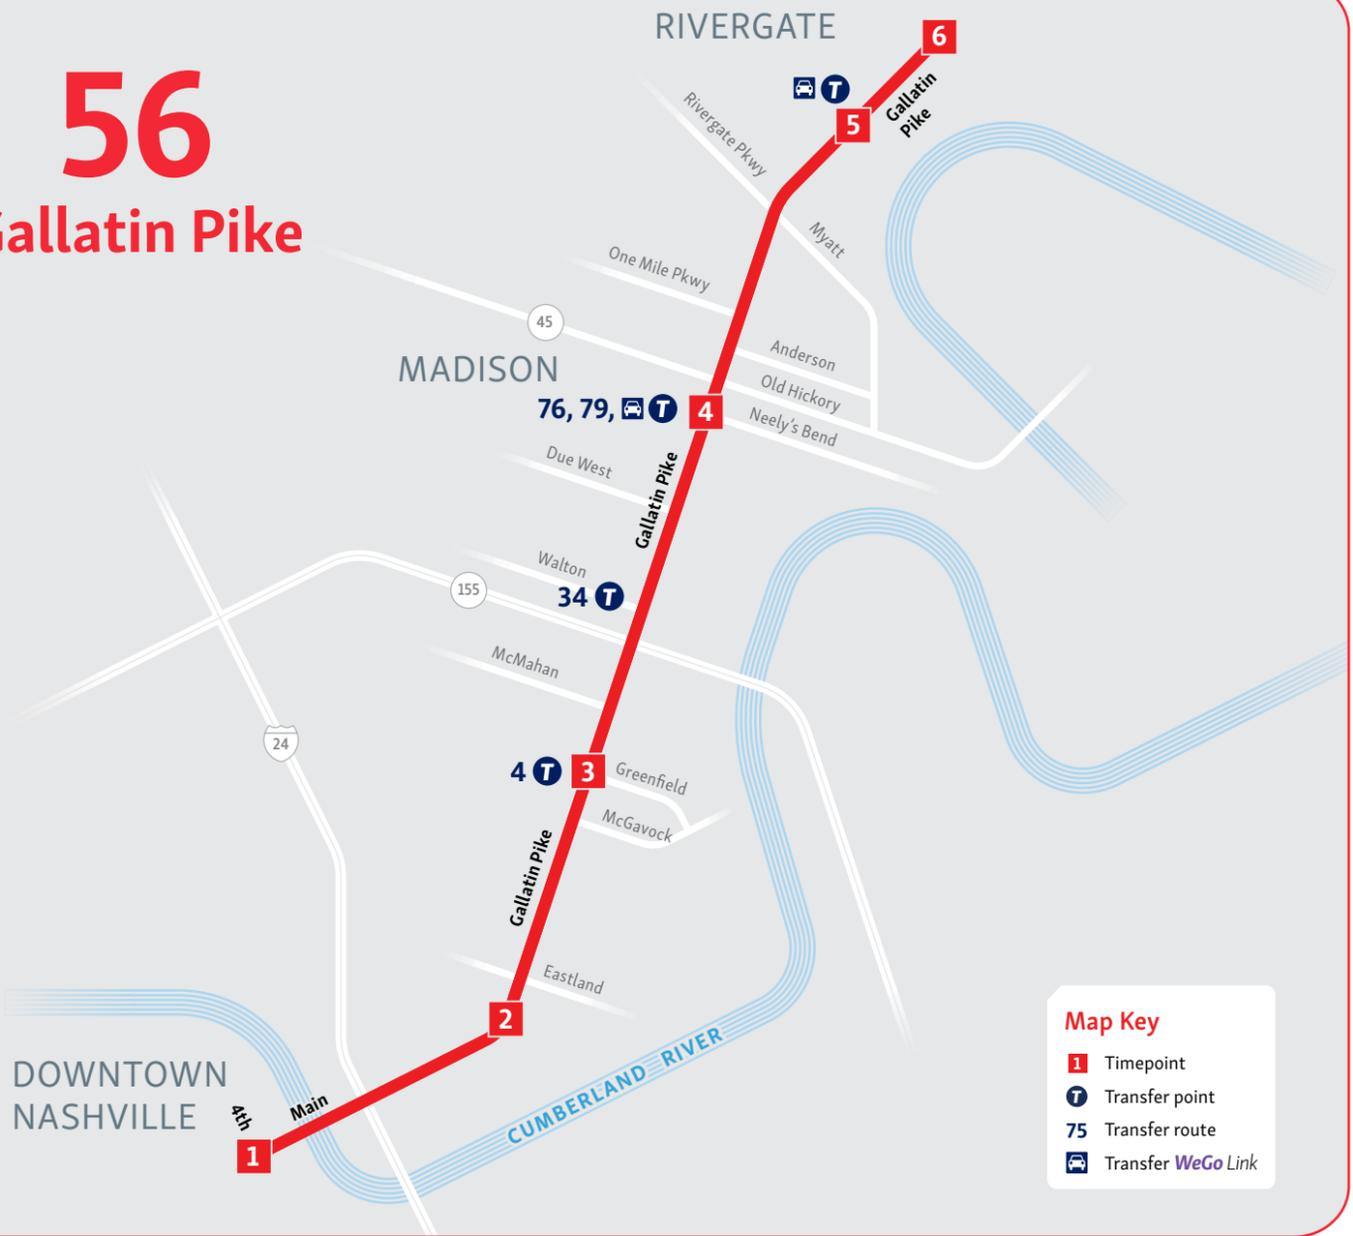 RIVERGATE
6
56
Gallatin
Pike
5
T
Rivergate Pkwy
allatin Pike
Myatt
One Mile Pkwy
45
Anderson
MADISON
Old Hickory
76, 79,
T
4
Neely's Bend
Due West
Gallatin Pike
Walton
155
34
T
McMahan
24
4
T
3
Greenfield
McGavock
Gallatin Pike
Eastland
2
CUMBERLAND RIVER
DOWNTOWN
NASHVILLE
4th
Main
1
Map Key
1 Timepoint
T Transfer point
75 Transfer route
Transfer WeGo Link